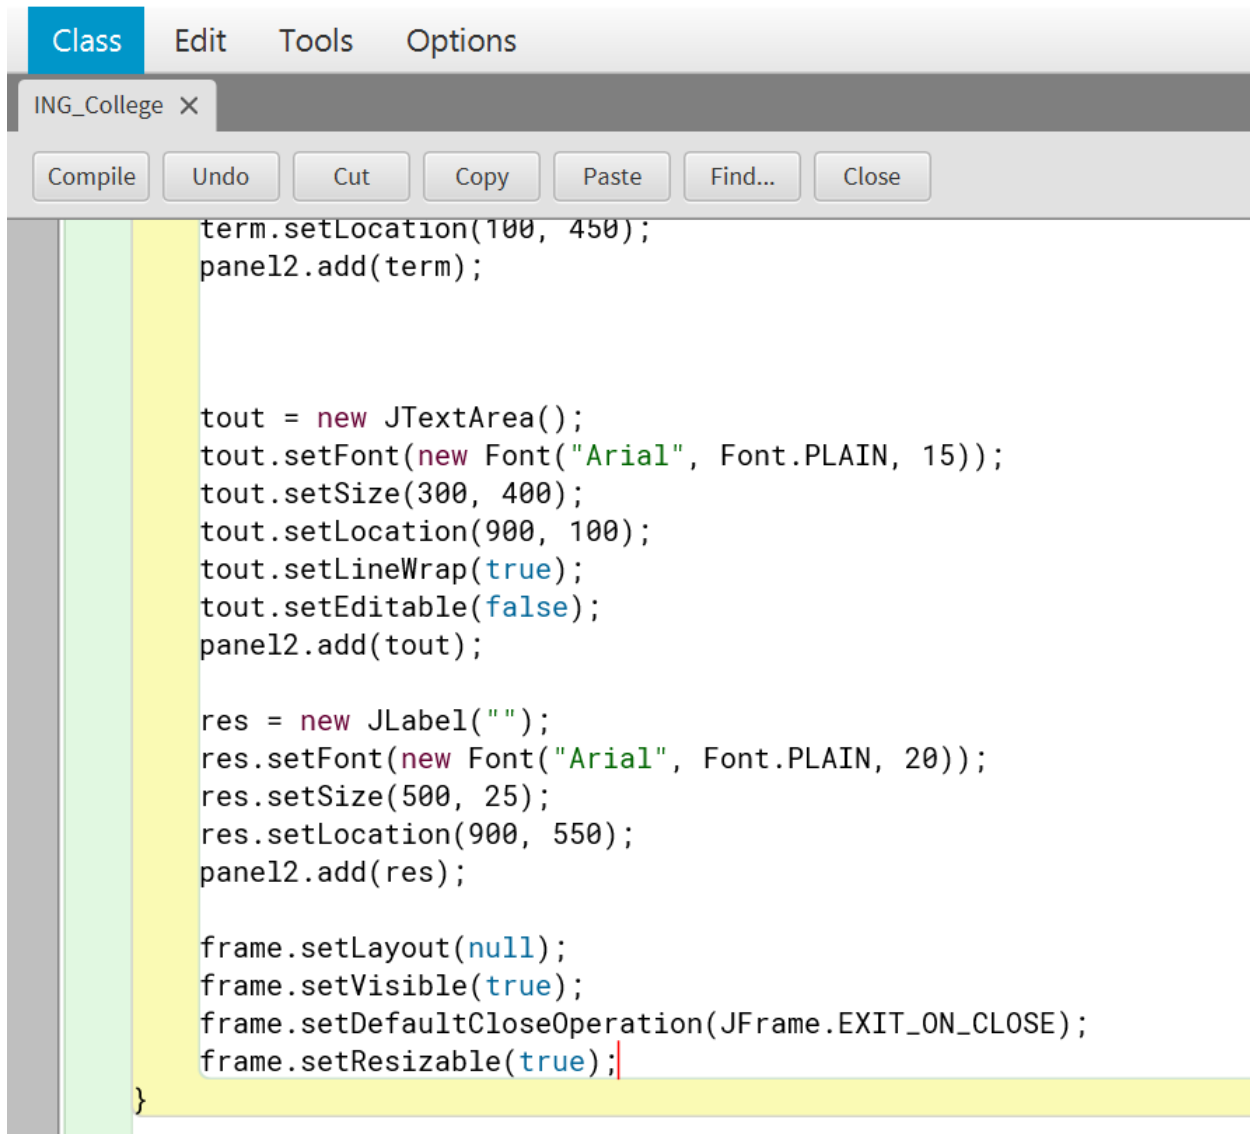 Class Edit Tools Options
ING_College ×
Compile Undo Cut Copy Paste Find... Close
term.setLocation(100, 450);
panel2.add(term);
tout = new JTextArea();
tout.setFont(new Font("Arial", Font.PLAIN, 15));
tout.setSize(300, 400);
tout.setLocation(900, 100);
tout.setLineWrap(true);
tout.setEditable(false);
panel2.add(tout);
res = new JLabel("");
res.setFont(new Font("Arial", Font.PLAIN, 20));
res.setSize(500, 25);
res.setLocation(900, 550);
panel2.add(res);
frame.setLayout(null);
frame.setVisible(true);
frame.setDefaultCloseOperation(JFrame.EXIT_ON_CLOSE);
frame.setResizable(true);
}